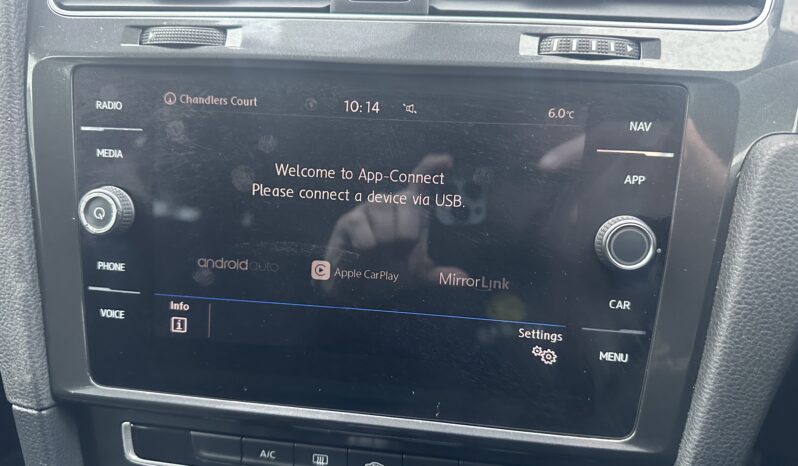 RADIO
MEDIA
PHONE
VOICE
Chandlers Court
10:14
6.0°C
Welcome to App-Connect
Please connect a device via USB.
androidauto
Apple CarPlay
MirrorLink
Info
Settings
NAV
APP
CAR
MENU
A/C